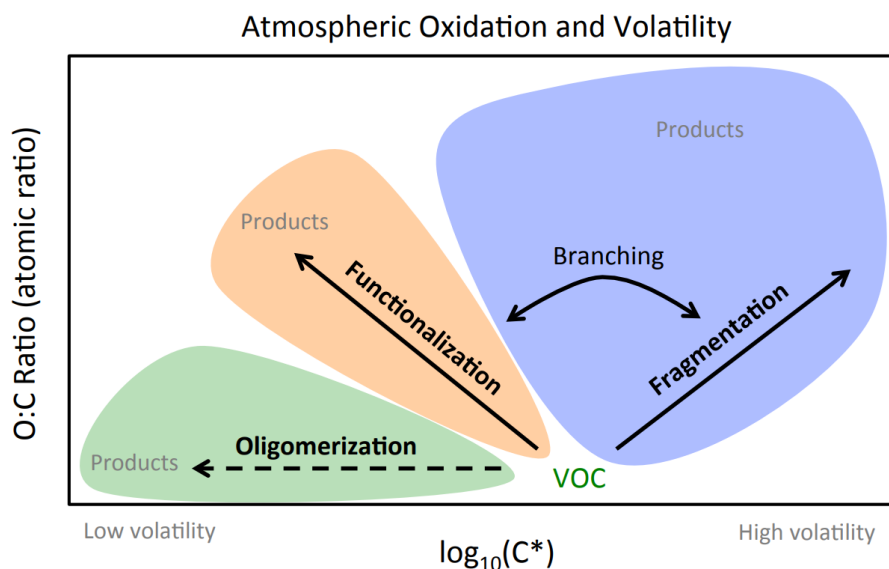 Atmospheric Oxidation and Volatility
O:C Ratio (atomic ratio)
Products
Products
Branching
Functionalization
Fragmentation
Oligomerization
Products
VOC
Low volatility
High volatility
log₁₀(C*)